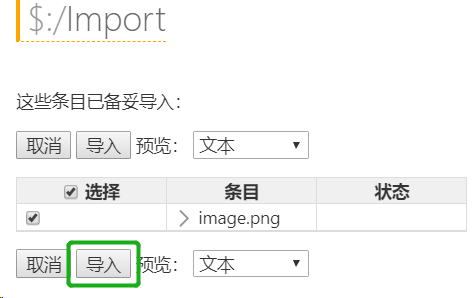 $:/Import
这些条目已备妥导入：
取消 导入 预览： 文本
选择 条目 状态
image.png
取消 导入 预览： 文本